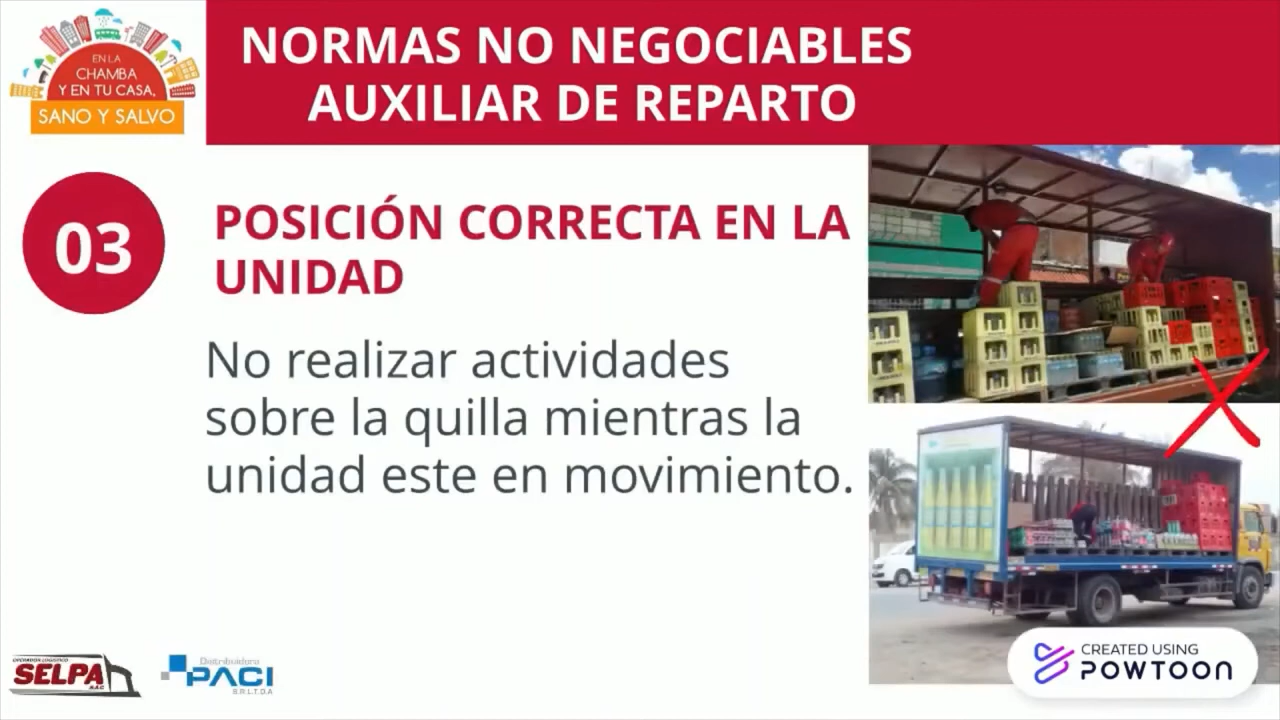 EN LA
CHAMBA
Y EN TU CASA,
SANO Y SALVO
NORMAS NO NEGOCIABLES
AUXILIAR DE REPARTO
03
POSICIÓN CORRECTA EN LA
UNIDAD
No realizar actividades
sobre la quilla mientras la
unidad este en movimiento.
OPERADOR LOGISTICO
SELPA
S.A.C
Distribuidora
PACI
S.R.L.T.D.A
CREATED USING
POWTOON